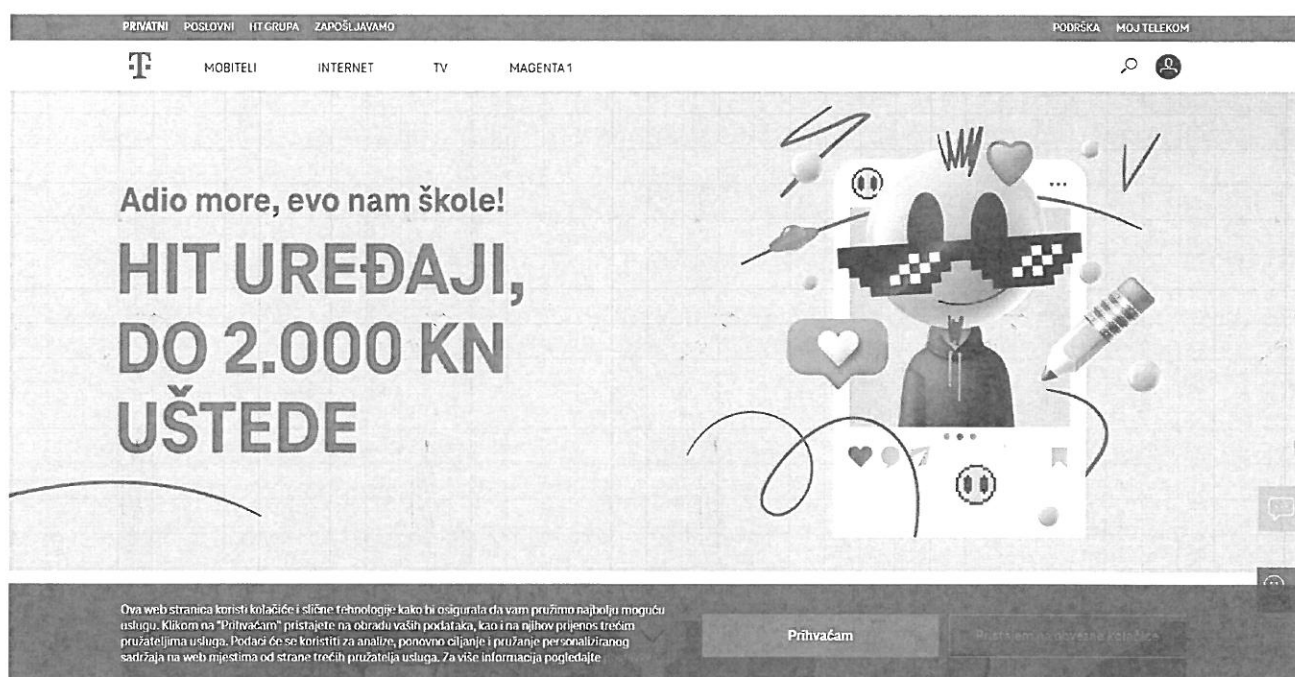 PRIVATNI POSLOVNI HT GRUPA ZAPOŠLJAVAMO PODRŠKA MOJ TELEKOM
T MOBITELI INTERNET TV MAGENTA 1
Adio more, evo nam škole!
HIT UREĐAJI,
DO 2.000 KN
UŠTEDE
Ova web stranica koristi kolačiće i slične tehnologije kako bi osigurala da vam pružimo najbolju moguću
uslugu. Klikom na "Prihvaćam" pristajete na obradu vaših podataka, kao i na njihov prijenos trećim
pružateljima usluga. Podaci će se koristiti za analize, ponovno ciljanje i pružanje personaliziranog
sadržaja na web mjestima od strane trećih pružatelja usluga. Za više informacija pogledajte
Prihvaćam
Pristajem na obvezne kolačiće